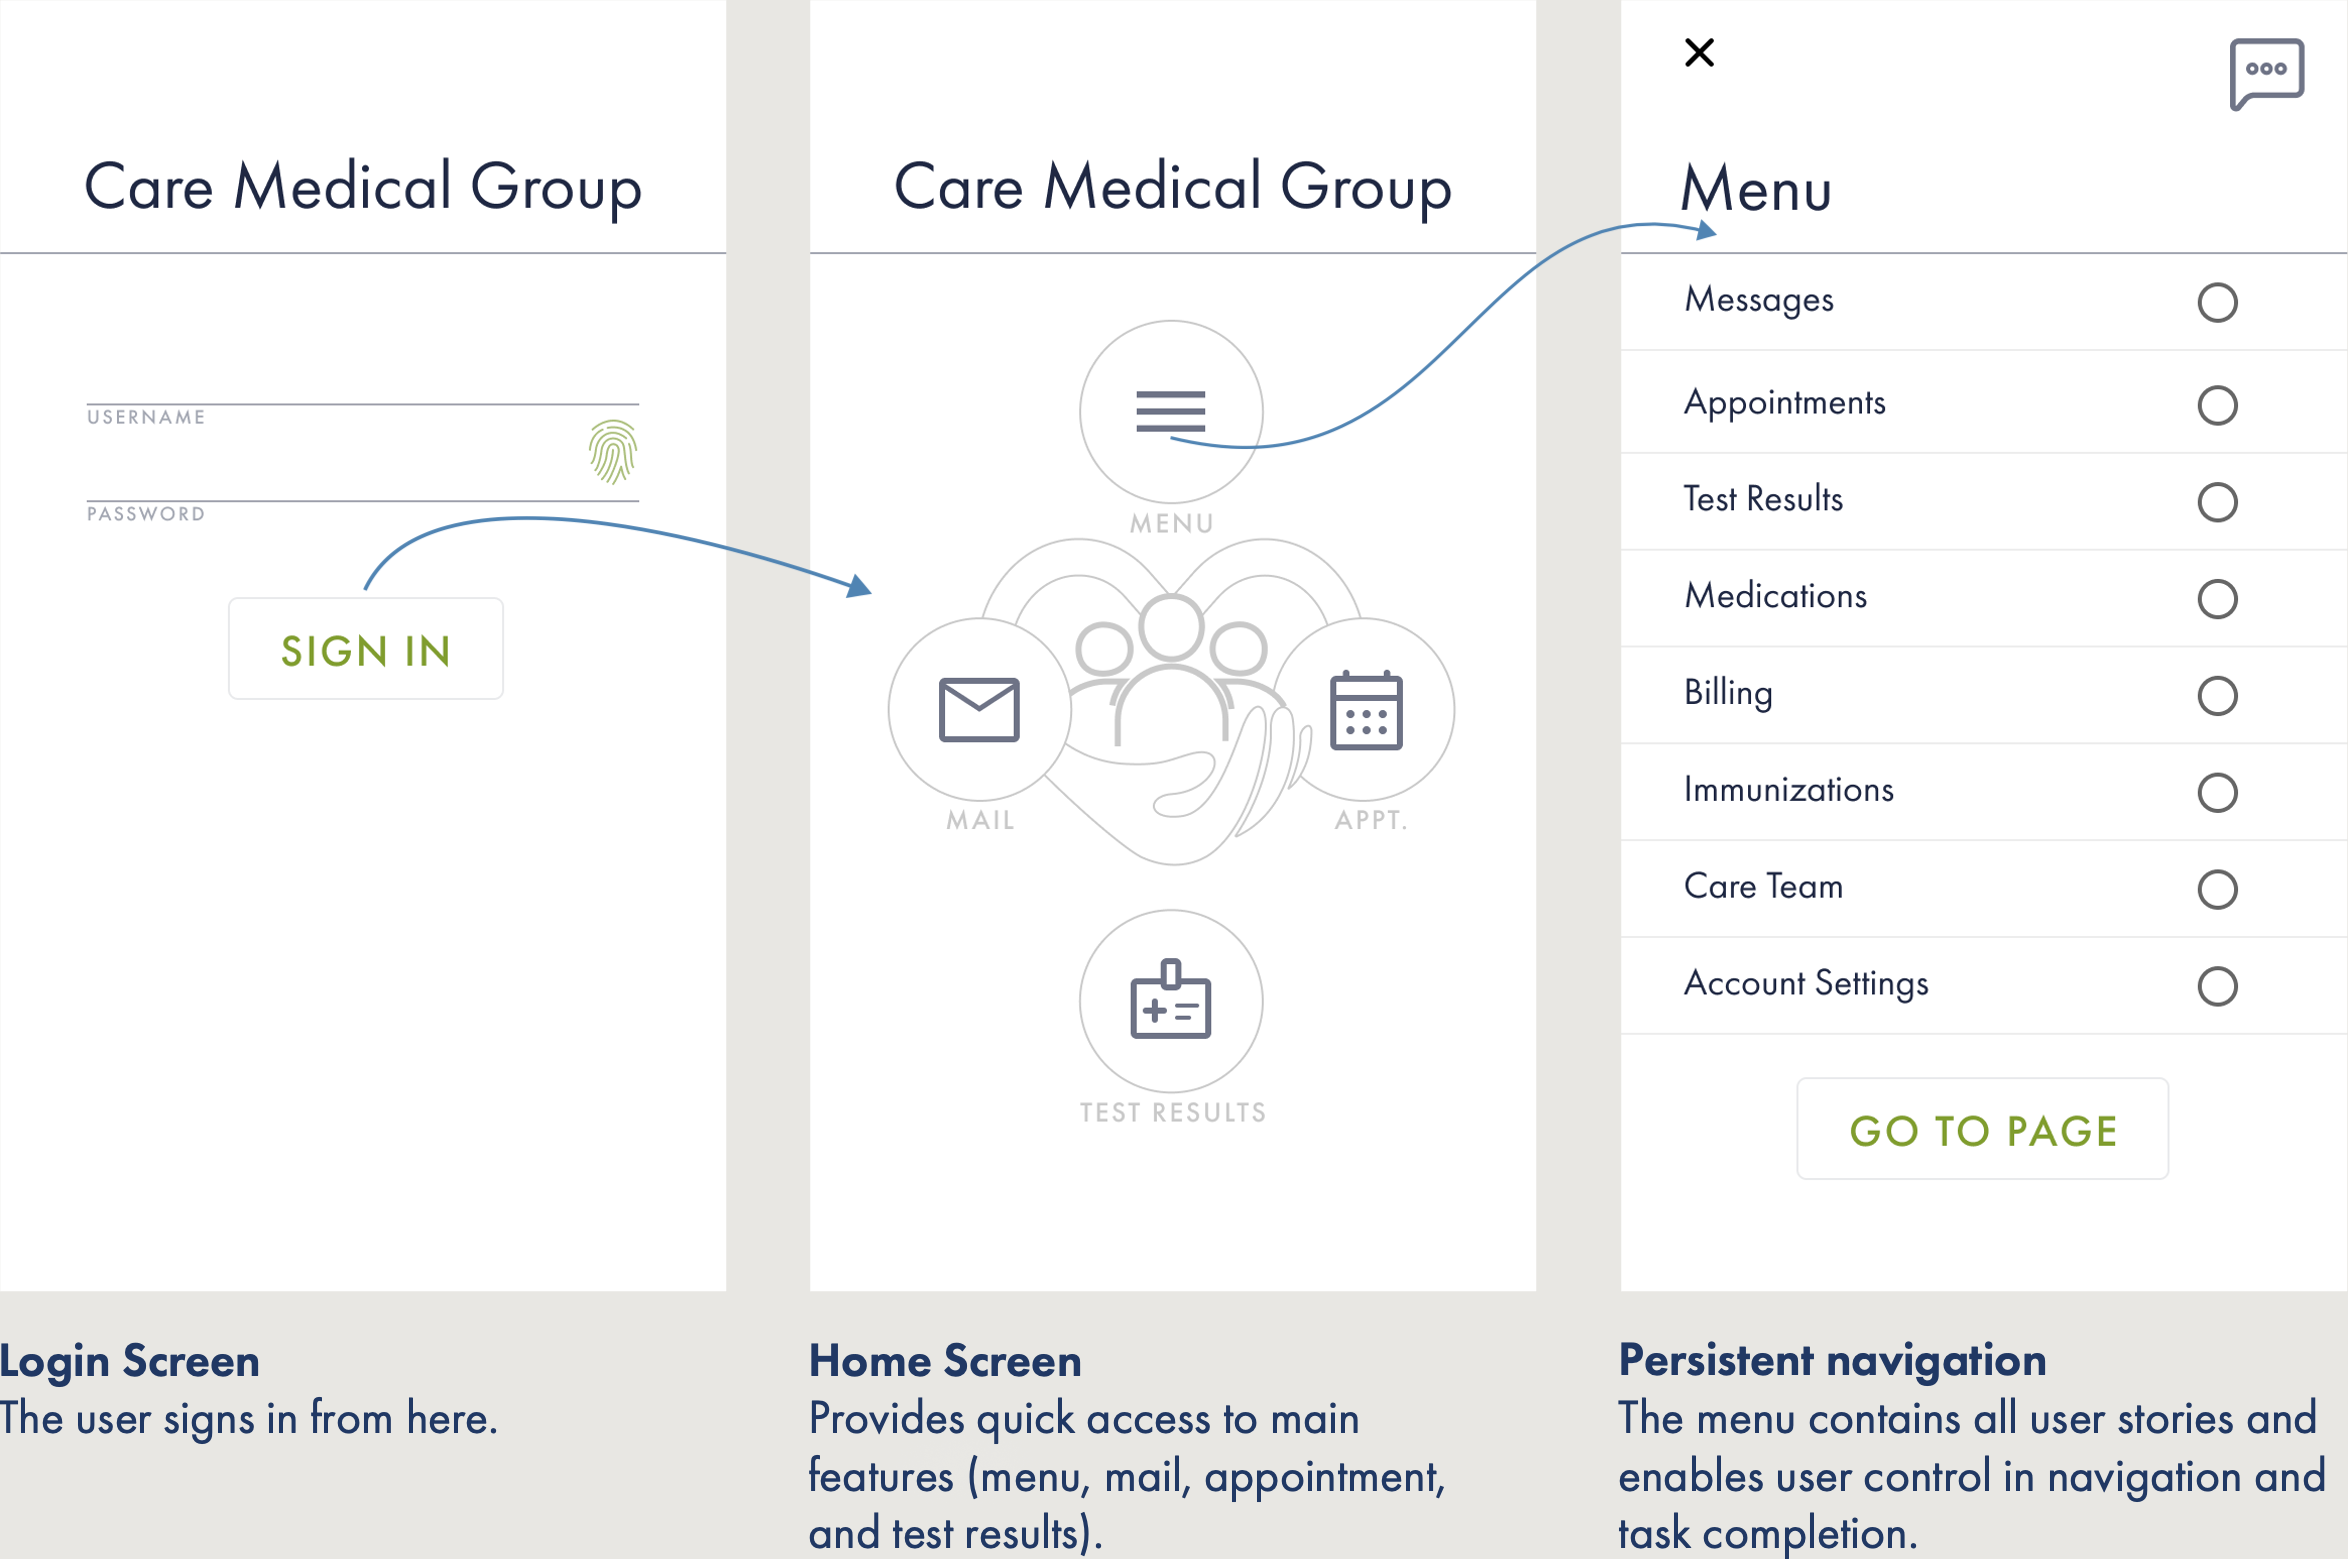 Care Medical Group
USERNAME
PASSWORD
SIGN IN
Login Screen
The user signs in from here.
Care Medical Group
MENU
MAIL
APPT.
TEST RESULTS
Home Screen
Provides quick access to main
features (menu, mail, appointment,
and test results).
Menu
Messages
Appointments
Test Results
Medications
Billing
Immunizations
Care Team
Account Settings
GO TO PAGE
Persistent navigation
The menu contains all user stories and
enables user control in navigation and
task completion.